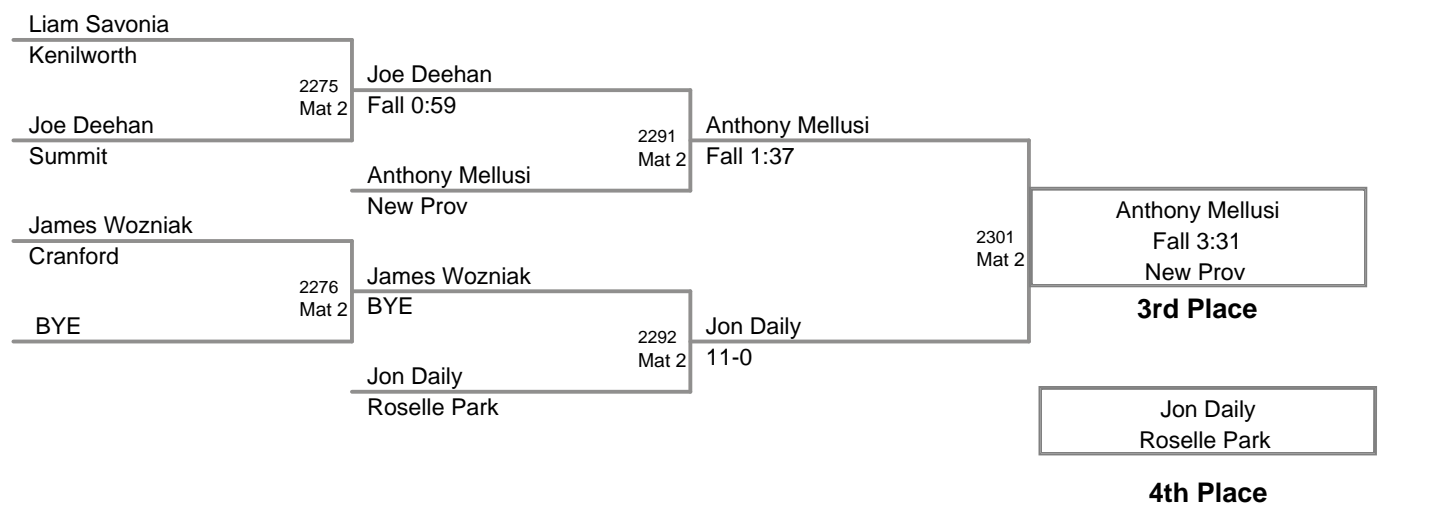 Liam Savonia
Kenilworth
2275
Mat 2
Joe Deehan
Summit
Joe Deehan
Fall 0:59
2291
Mat 2
Anthony Mellusi
New Prov
Anthony Mellusi
Fall 1:37
James Wozniak
Cranford
2276
Mat 2
BYE
James Wozniak
BYE
2292
Mat 2
Jon Daily
Roselle Park
Jon Daily
11-0
2301
Mat 2
Anthony Mellusi
Fall 3:31
New Prov
3rd Place
Jon Daily
Roselle Park
4th Place